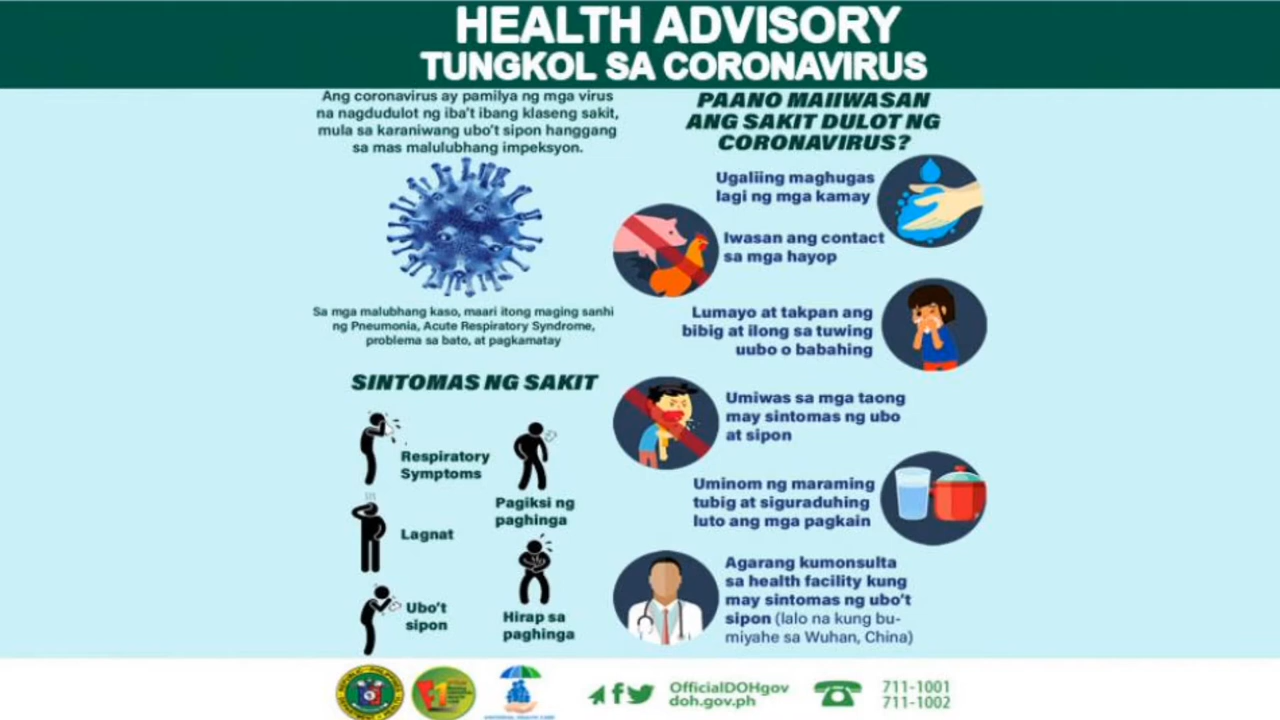 HEALTH ADVISORY
TUNGKOL SA CORONAVIRUS
Ang coronavirus ay pamilya ng mga virus
na nagdudulot ng iba't ibang klaseng sakit,
mula sa karaniwang ubo't sipon hanggang
sa mas malulubhang impeksyon.
Sa mga malubhang kaso, maari itong maging sanhi
ng Pneumonia, Acute Respiratory Syndrome,
problema sa bato, at pagkamatay
SINTOMAS NG SAKIT
Respiratory
Symptoms
Pagiksi ng
paghinga
Lagnat
Ubo't
sipon
Hirap sa
paghinga
PAANO MAIIWASAN
ANG SAKIT DULOT NG
CORONAVIRUS?
Ugaliing maghugas
lagi ng mga kamay
Iwasan ang contact
sa mga hayop
Lumayo at takpan ang
bibig at ilong sa tuwing
uubo o babahing
Umiwas sa mga taong
may sintomas ng ubo
at sipon
Uminom ng maraming
tubig at siguraduhing
luto ang mga pagkain
Agarang kumonsulta
sa health facility kung
may sintomas ng ubo't
sipon (lalo na kung bu-
miyahe sa Wuhan, China)
OfficialDOHgov
doh.gov.ph
711-1001
711-1002